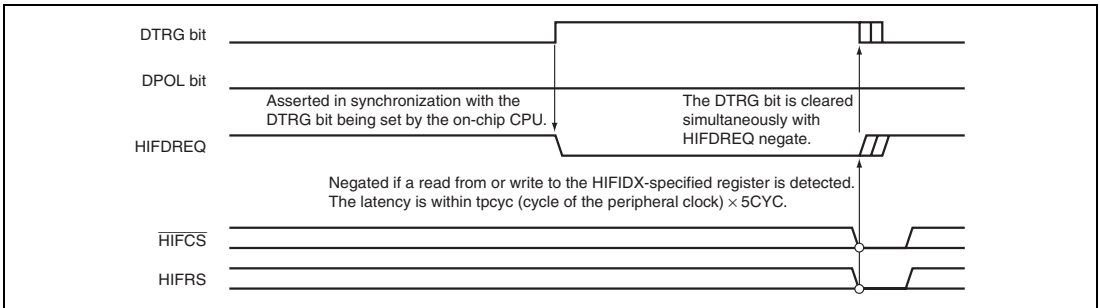 DTRG bit
DPOL bit
Asserted in synchronization with the
DTRG bit being set by the on-chip CPU.
The DTRG bit is cleared
simultaneously with
HIFDREQ negate.
HIFDREQ
Negated if a read from or write to the HIFIDX-specified register is detected.
The latency is within tpcyc (cycle of the peripheral clock) × 5CYC.
HIFCS
HIFRS